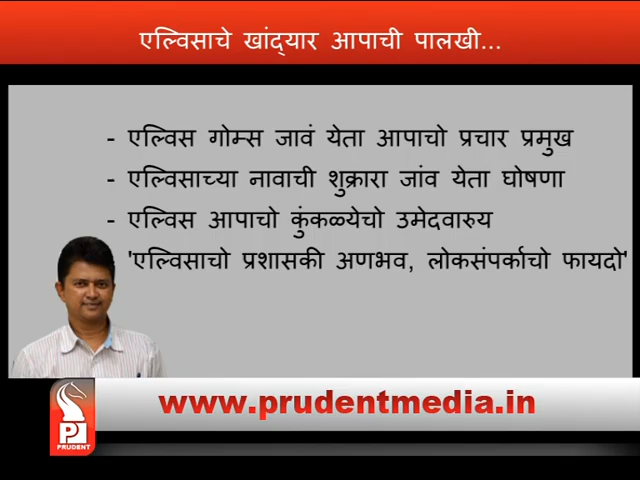 एल्विसाचे खांद्यार आपाची पालखी...
- एल्विस गोम्स जावं येता आपाचो प्रचार प्रमुख
- एल्विसाच्या नावाची शुक्रारा जांव येता घोषणा
- एल्विस आपाचो कुंकळ्येचो उमेदवारुय
'एल्विसाचो प्रशासकी अणभव, लोकसंपर्काचो फायदो'
www.prudentmedia.in
PRUDENT